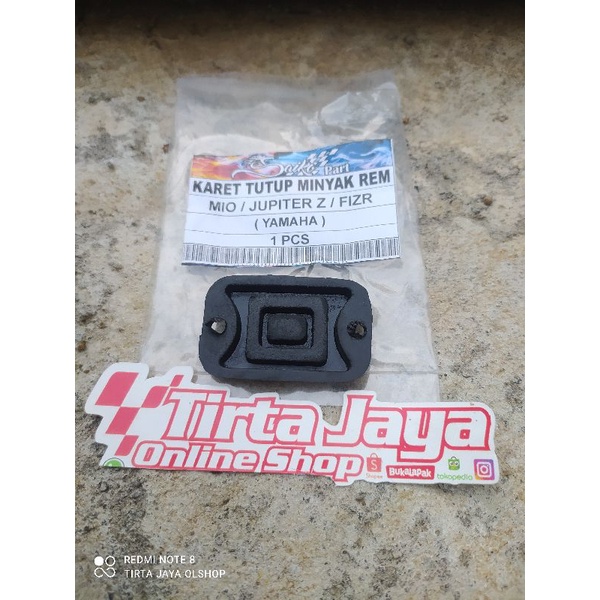 Part
KARET TUTUP MINYAK REM
MIO / JUPITER Z / FIZR
( YAMAHA )
1 PCS
Tirta Jaya
Online Shop
Bukalapak
tokopedia
REDMI NOTE 8
TIRTA JAYA OLSHOP